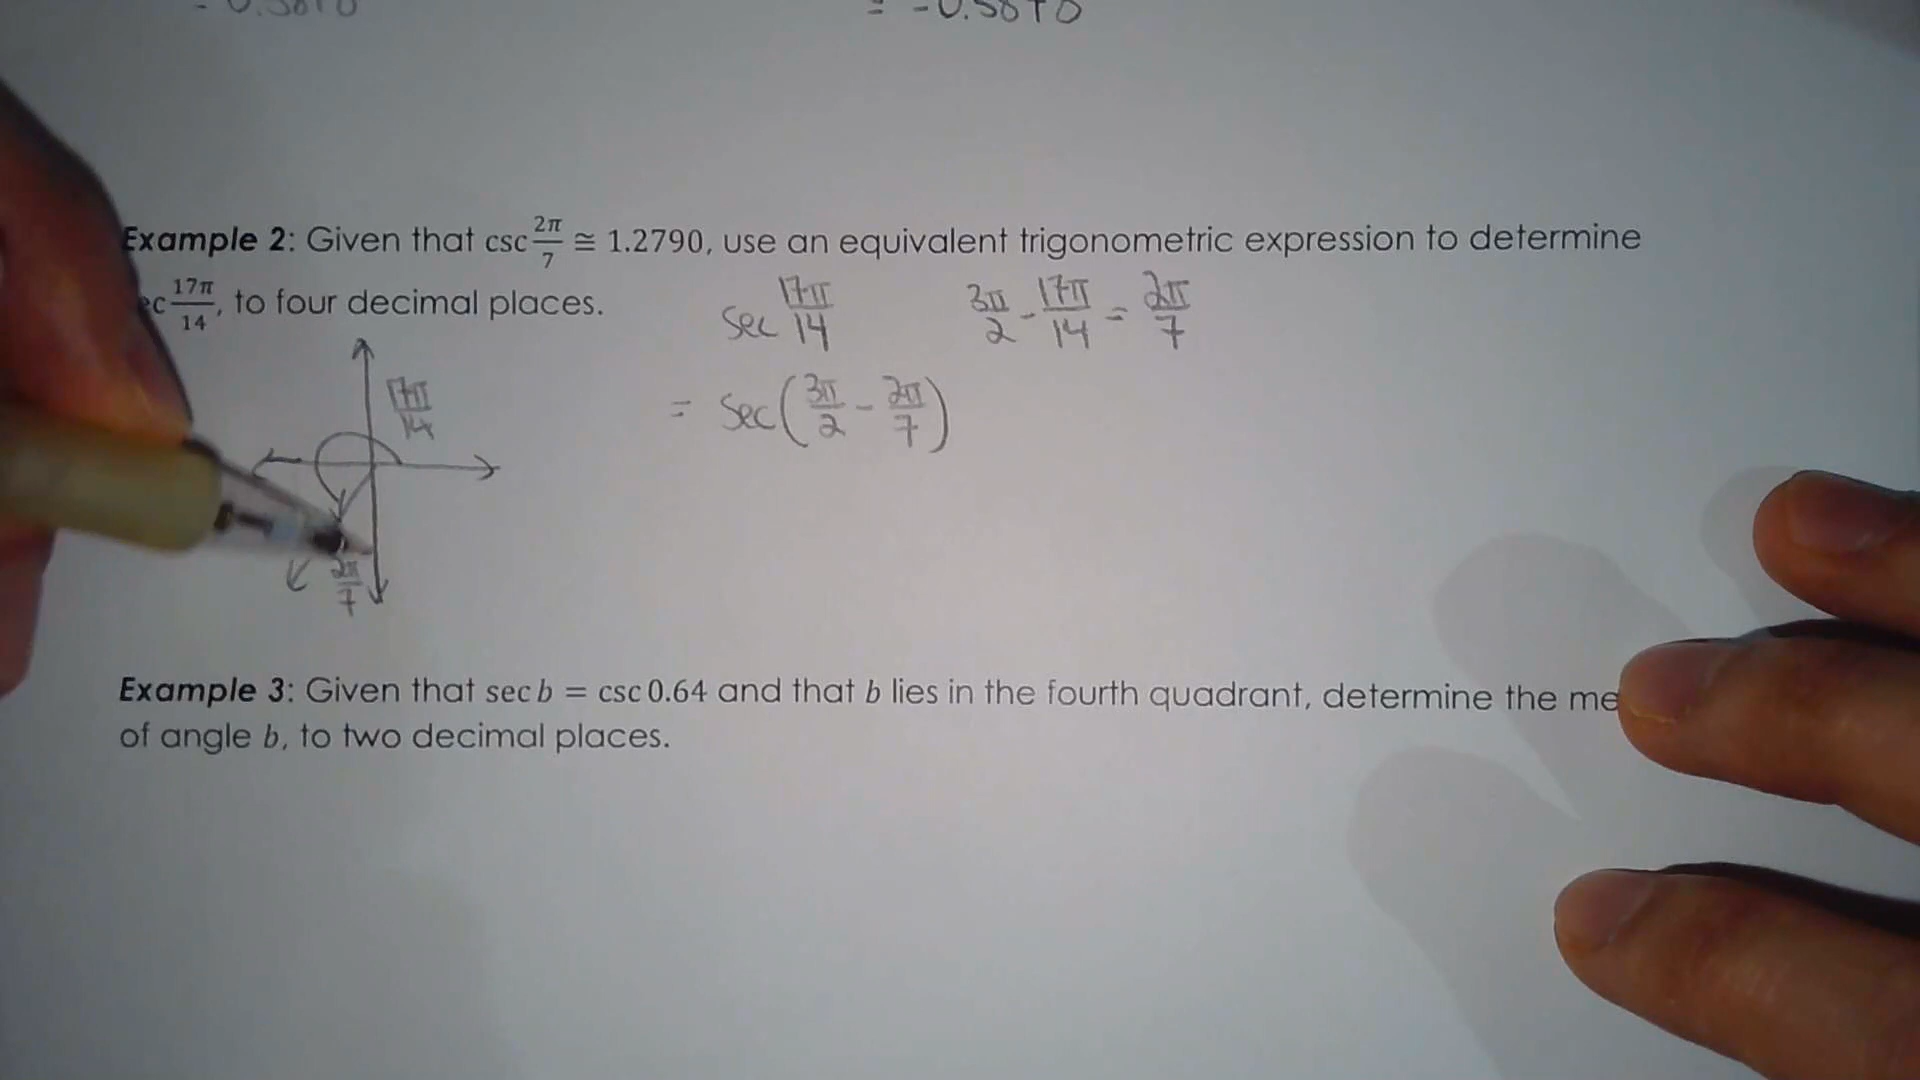 = -0.5878
Example 2: Given that csc 2π/7 ≅ 1.2790, use an equivalent trigonometric expression to determine
ec 17π/14, to four decimal places.
sec 17π/14
3π/2 - 17π/14 = 2π/7
17π/14
= sec(3π/2 - 2π/7)
2π/7
Example 3: Given that sec b = csc 0.64 and that b lies in the fourth quadrant, determine the me
of angle b, to two decimal places.